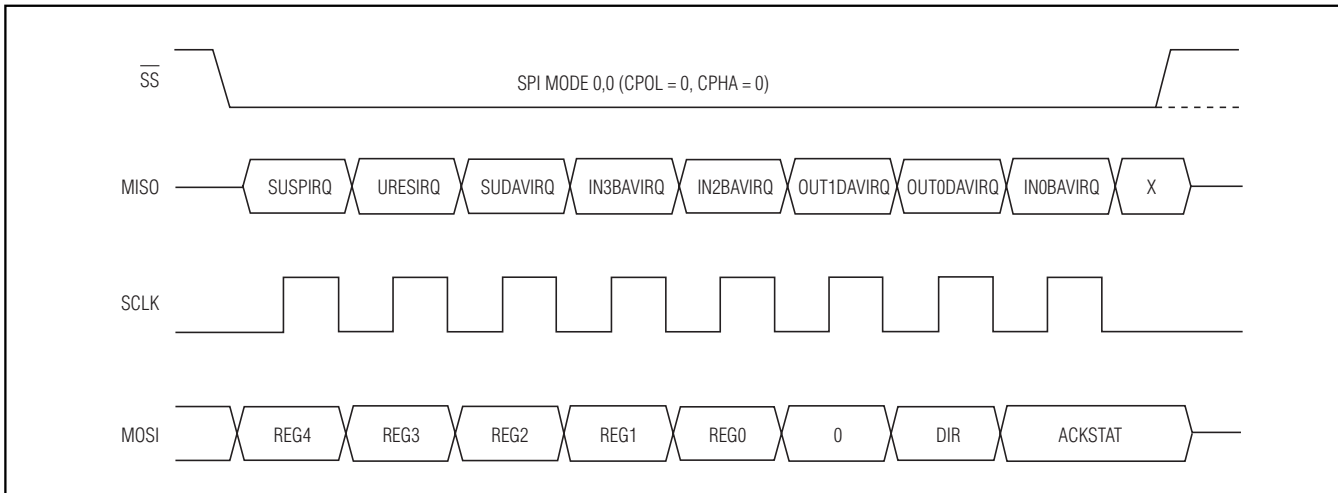 SS
SPI MODE 0,0 (CPOL = 0, CPHA = 0)
MISO
SUSPIRQ
URESIRQ
SUDAVIRQ
IN3BAVIRQ
IN2BAVIRQ
OUT1DAVIRQ
OUT0DAVIRQ
IN0BAVIRQ
X
SCLK
MOSI
REG4
REG3
REG2
REG1
REG0
0
DIR
ACKSTAT